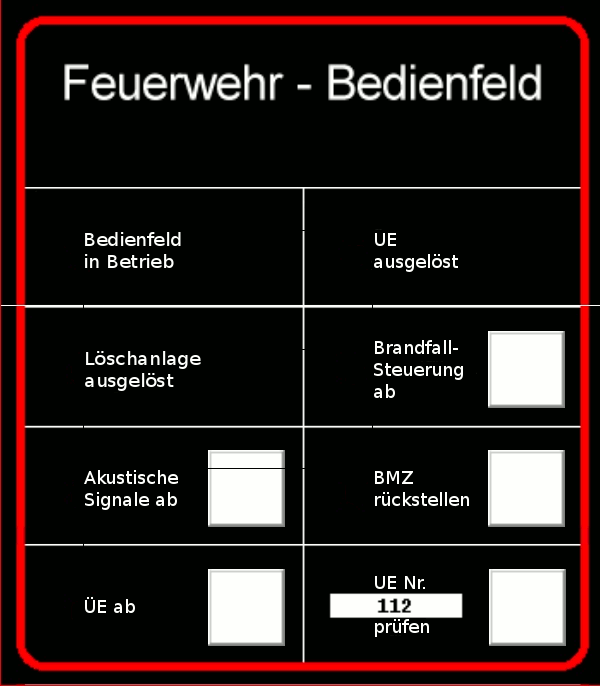 Feuerwehr - Bedienfeld
Bedienfeld
in Betrieb
UE
ausgelöst
Löschanlage
ausgelöst
Brandfall-
Steuerung
ab
Akustische
Signale ab
BMZ
rückstellen
ÜE ab
UE Nr.
112
prüfen